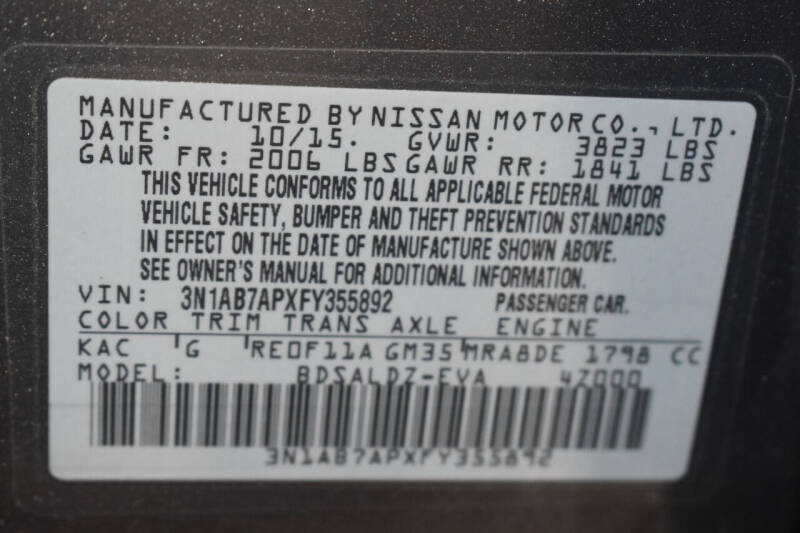 MANUFACTURED BY NISSAN MOTOR CO., LTD.
DATE: 10/15. GVWR: 3823 LBS
GAWR FR: 2006 LBS GAWR RR: 1841 LBS
THIS VEHICLE CONFORMS TO ALL APPLICABLE FEDERAL MOTOR
VEHICLE SAFETY, BUMPER AND THEFT PREVENTION STANDARDS
IN EFFECT ON THE DATE OF MANUFACTURE SHOWN ABOVE.
SEE OWNER'S MANUAL FOR ADDITIONAL INFORMATION.
VIN: 3N1AB7APXFY355892 PASSENGER CAR.
COLOR TRIM TRANS AXLE ENGINE
KAC G RE0F11A GM35 MRA8DE 1798 CC
MODEL: BDSALDZ-EVA 4Z000
3N1AB7APXFY355892